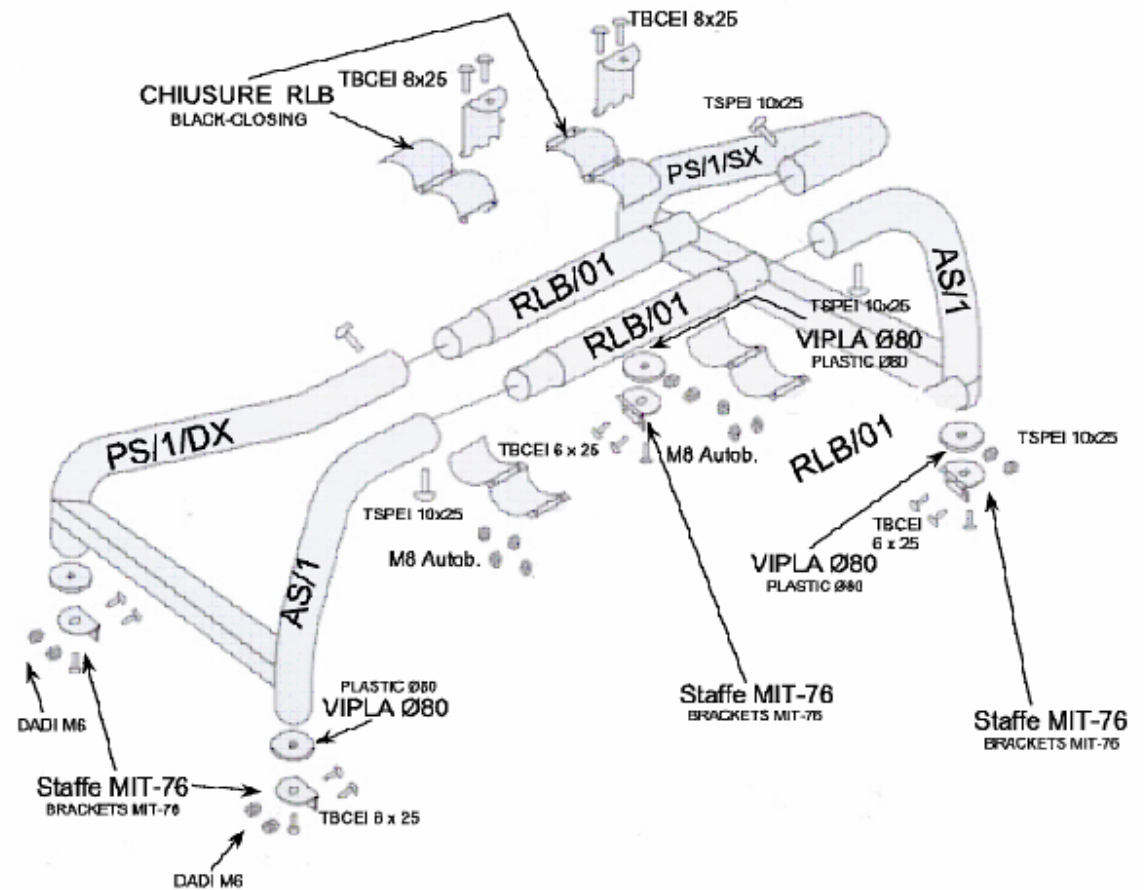 TBCEI 8x25
TBCEI 8x25
CHIUSURE RLB
BLACK-CLOSING
TSPEI 10x25
PS/1/SX
AS/1
RLB/01
RLB/01
TSPEI 10x25
VIPLA Ø80
PLASTIC Ø80
PS/1/DX
TBCEI 6 x 25
M8 Autob.
RLB/01
TSPEI 10x25
TSPEI 10x25
TBCEI
6 x 25
M8 Autob.
VIPLA Ø80
PLASTIC Ø80
AS/1
PLASTIC Ø80
VIPLA Ø80
DADI M6
Staffe MIT-76
BRACKETS MIT-76
Staffe MIT-76
BRACKETS MIT-76
Staffe MIT-76
BRACKETS MIT-76
TBCEI 6 x 25
DADI M6